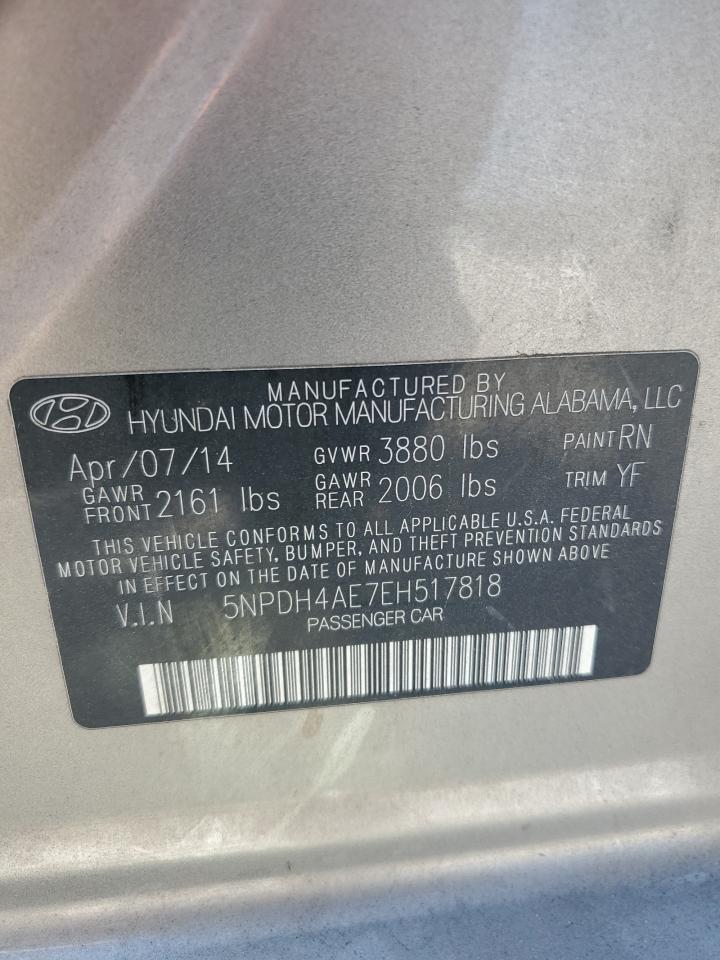 MANUFACTURED BY
HYUNDAI MOTOR MANUFACTURING ALABAMA, LLC
Apr/07/14 GVWR 3880 lbs PAINT RN
GAWR FRONT 2161 lbs GAWR REAR 2006 lbs TRIM YF
THIS VEHICLE CONFORMS TO ALL APPLICABLE U.S.A. FEDERAL
MOTOR VEHICLE SAFETY, BUMPER, AND THEFT PREVENTION STANDARDS
IN EFFECT ON THE DATE OF MANUFACTURE SHOWN ABOVE
V.I.N 5NPDH4AE7EH517818
PASSENGER CAR